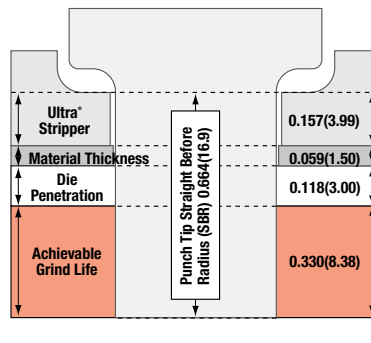 Ultra®
Stripper
0.157(3.99)
Material Thickness
0.059(1.50)
Die
Penetration
0.118(3.00)
Achievable
Grind Life
0.330(8.38)
Punch Tip Straight Before
Radius (SBR) 0.664(16.9)